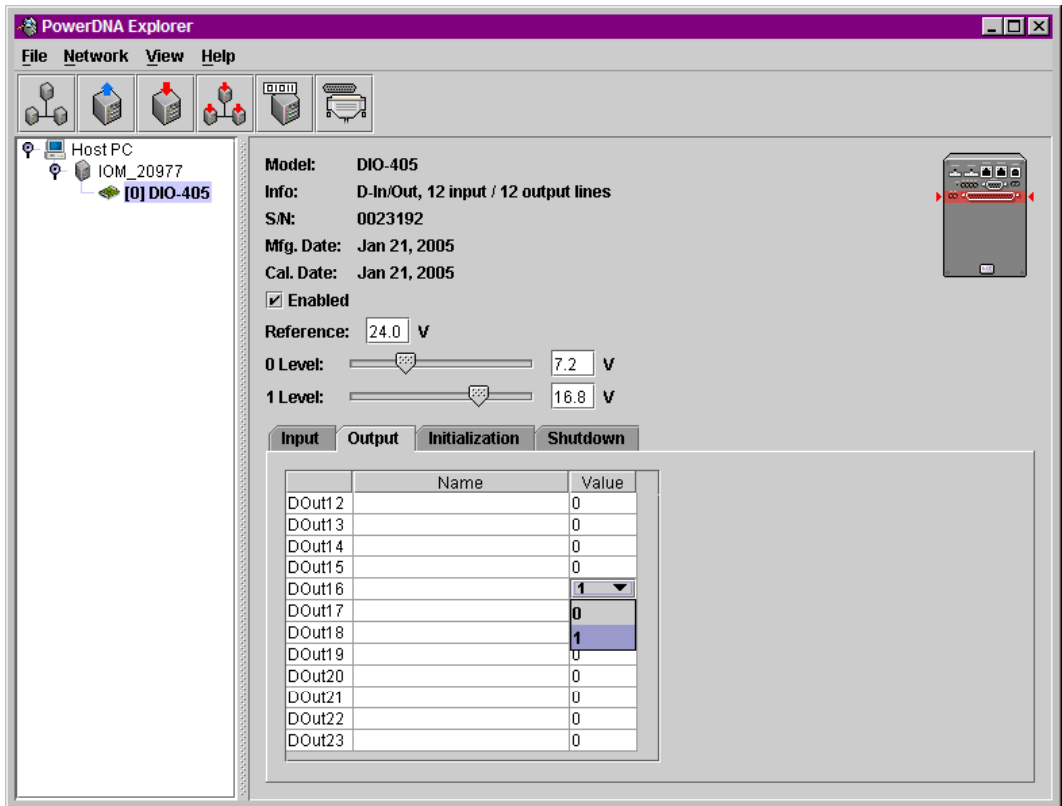 PowerDNA Explorer
File Network View Help
Host PC
IOM_20977
[0] DIO-405
Model: DIO-405
Info: D-In/Out, 12 input / 12 output lines
S/N: 0023192
Mfg. Date: Jan 21, 2005
Cal. Date: Jan 21, 2005
Enabled
Reference: 24.0 V
0 Level: 7.2 V
1 Level: 16.8 V
Input Output Initialization Shutdown
Name Value
DOut12 0
DOut13 0
DOut14 0
DOut15 0
DOut16 1
DOut17 0
DOut18 1
DOut19 0
DOut20 0
DOut21 0
DOut22 0
DOut23 0